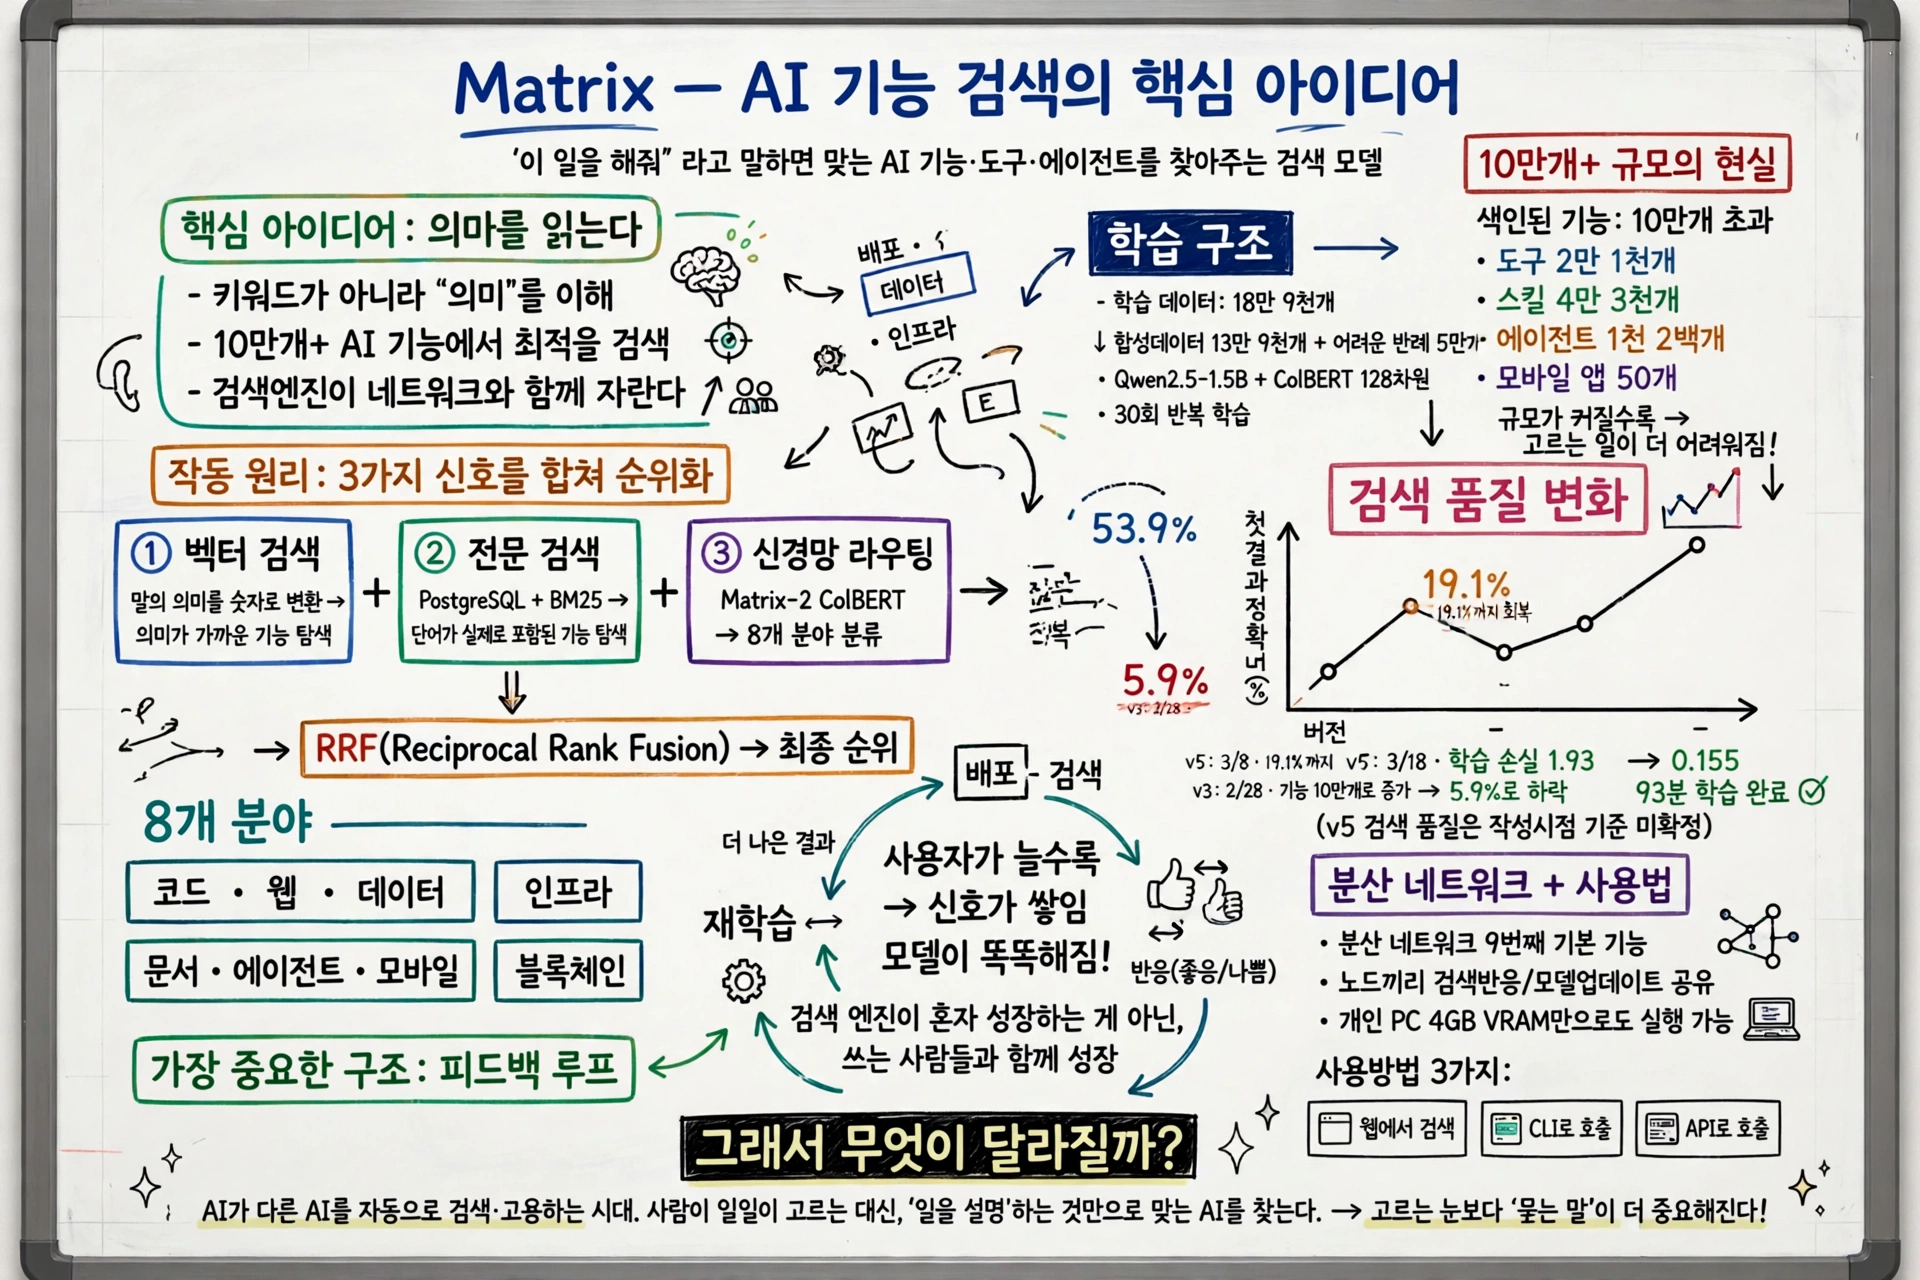 Matrix – AI 기능 검색의 핵심 아이디어
'이 일을 해줘" 라고 말하면 맞는 AI 기능·도구·에이전트를 찾아주는 검색 모델
핵심 아이디어 : 의마를 읽는다
- 키워드가 아니라 "의미"를 이해
- 10만개+ AI 기능에서 최적을 검색
- 검색엔진이 네트워크와 함께 자란다
배포 ·
데이터
• 인프라
E
학습 구조
- 학습 데이터: 18만 9천개
↓ 합성데이터 13만 9천개 + 어려운 반례 5만개
• Qwen2.5-1.5B + ColBERT 128차원
• 30회 반복 학습
10만개+ 규모의 현실
색인된 기능: 10만개 초과
• 도구 2만 1천개
• 스킬 4만 3천개
• 에이전트 1천 2백개
• 모바일 앱 50개
규모가 커질수록 →
고르는 일이 더 어려워짐!
작동 원리 : 3가지 신호를 합쳐 순위화
① 벡터 검색
말의 의미를 숫자로 변환 →
의미가 가까운 기능 탐색
+
② 전문 검색
PostgreSQL + BM25 →
단어가 실제로 포함된 기능 탐색
+
③ 신경망 라우팅
Matrix-2 ColBERT
→ 8개 분야 분류
→ RRF(Reciprocal Rank Fusion) → 최종 순위
53.9%
5.9%
v3: 2/28 -
검색 품질 변화
첫결과정확
(%)
19.1%
19.1%까지 회복
버전
v5 : 3/8 · 19.1%까지 v5 : 3/18 · 학습 손실 1.93 → 0.155
v3 : 2/28 · 기능 10만개로 증가 → 5.9%로 하락 93분 학습 완료
(v5 검색 품질은 작성시점 기준 미확정)
8개 분야
코드 · 웹 · 데이터
인프라
문서 · 에이전트 · 모바일
블록체인
가장 중요한 구조 : 피드백 루프
배포 - 검색
더 나은 결과
사용자가 늘수록
→ 신호가 쌓임
모델이 똑똑해짐!
재학습
반응(좋응/나쁨)
검색 엔진이 혼자 성장하는 게 아닌,
쓰는 사람들과 함께 성장
분산 네트워크 + 사용법
• 분산 네트워크 9번째 기본 기능
• 노드끼리 검색반응/모델업데이트 공유
• 개인 PC 4GB VRAM만으로도 실행 가능
사용방법 3가지:
웹에서 검색
CLI로 호출
API로 호출
그래서 무엇이 달라질까?
AI가 다른 AI를 자동으로 검색·고용하는 시대. 사람이 일일이 고르는 대신, '일을 설명'하는 것만으로 맞는 AI를 찾는다. → 고르는 눈보다 '묻는 말'이 더 중요해진다!